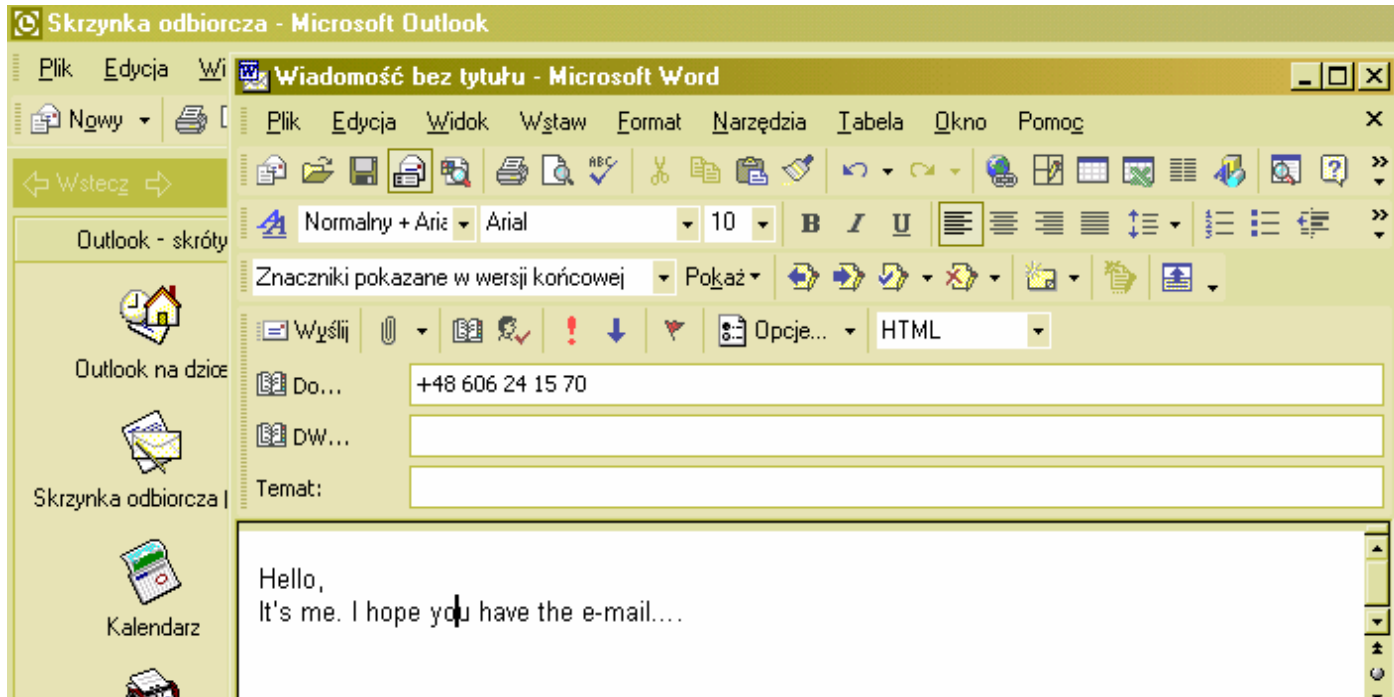 Skrzynka odbiorcza - Microsoft Outlook
Plik Edycja Wi
Nowy
Wstecz
Outlook - skróty
Outlook na dzice
Skrzynka odbiorcza
Kalendarz
Wiadomość bez tytułu - Microsoft Word
Plik Edycja Widok Wstaw Format Narzędzia Tabela Okno Pomoc
ABC
Normalny + Aria Arial 10 B I U
Znaczniki pokazane w wersji końcowej Pokaż
Wyślij Opcje... HTML
Do... +48 606 24 15 70
DW...
Temat:
Hello,
It's me. I hope you have the e-mail....